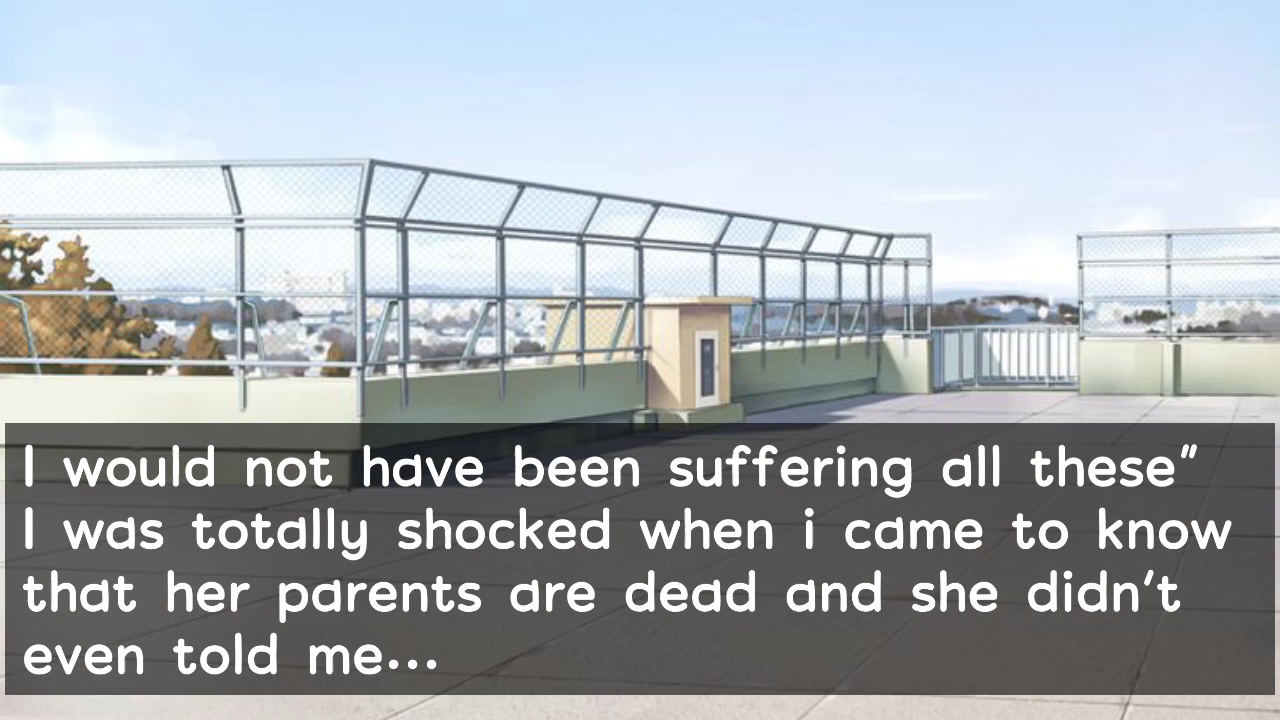 I would not have been suffering all these”
I was totally shocked when i came to know
that her parents are dead and she didn’t
even told me...